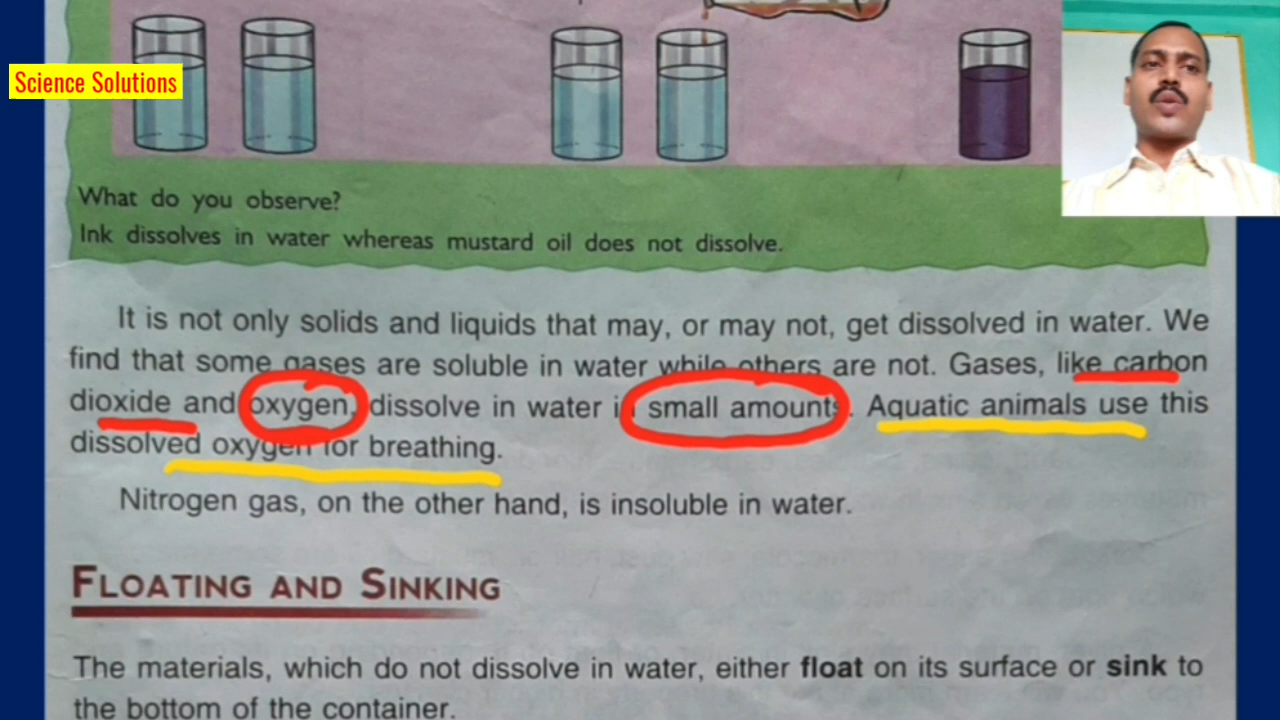 Science Solutions
What do you observe?
Ink dissolves in water whereas mustard oil does not dissolve.
It is not only solids and liquids that may, or may not, get dissolved in water. We
find that some gases are soluble in water while others are not. Gases, like carbon
dioxide and oxygen, dissolve in water in small amounts. Aquatic animals use this
dissolved oxygen for breathing.
Nitrogen gas, on the other hand, is insoluble in water.
FLOATING AND SINKING
The materials, which do not dissolve in water, either float on its surface or sink to
the bottom of the container.